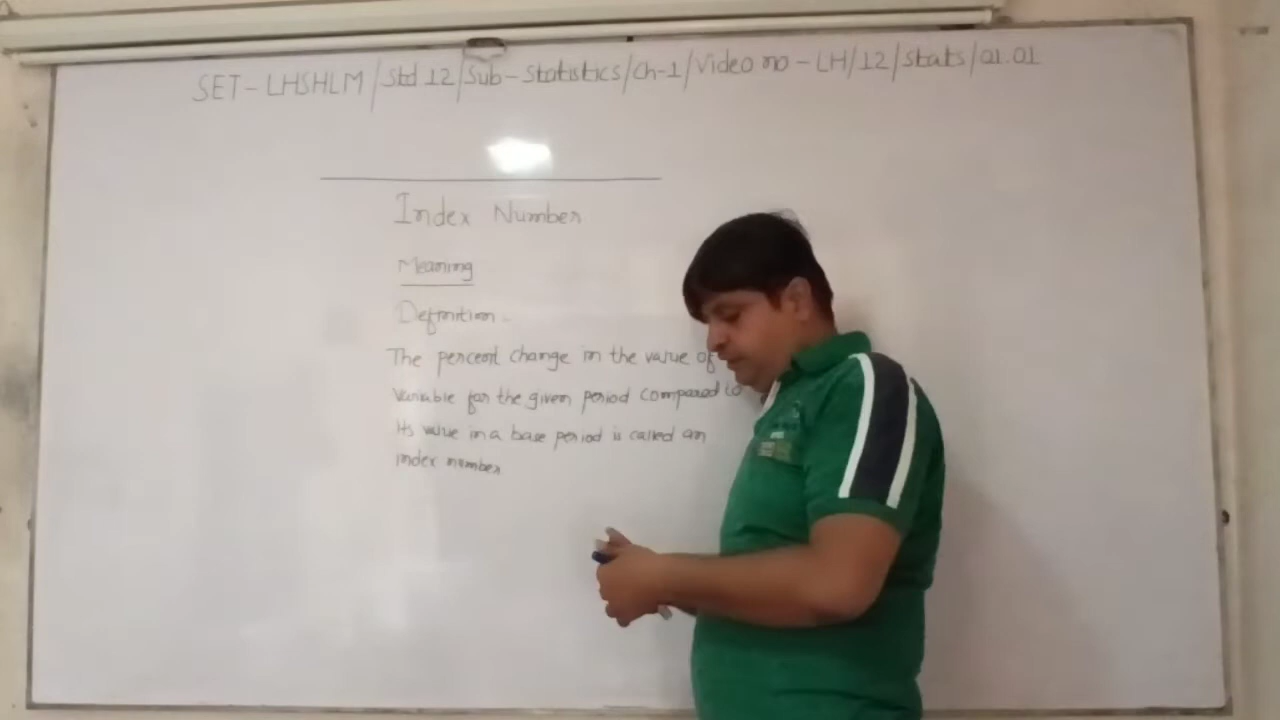 SET - LHSHLM / Std 12 / Sub - Statistics / Ch-1 / Video no - LH/12/Stats/01.01
Index Number
Meaning
Definition -
The percent change in the value of
variable for the given period compared to
its value in a base period is called an
index number